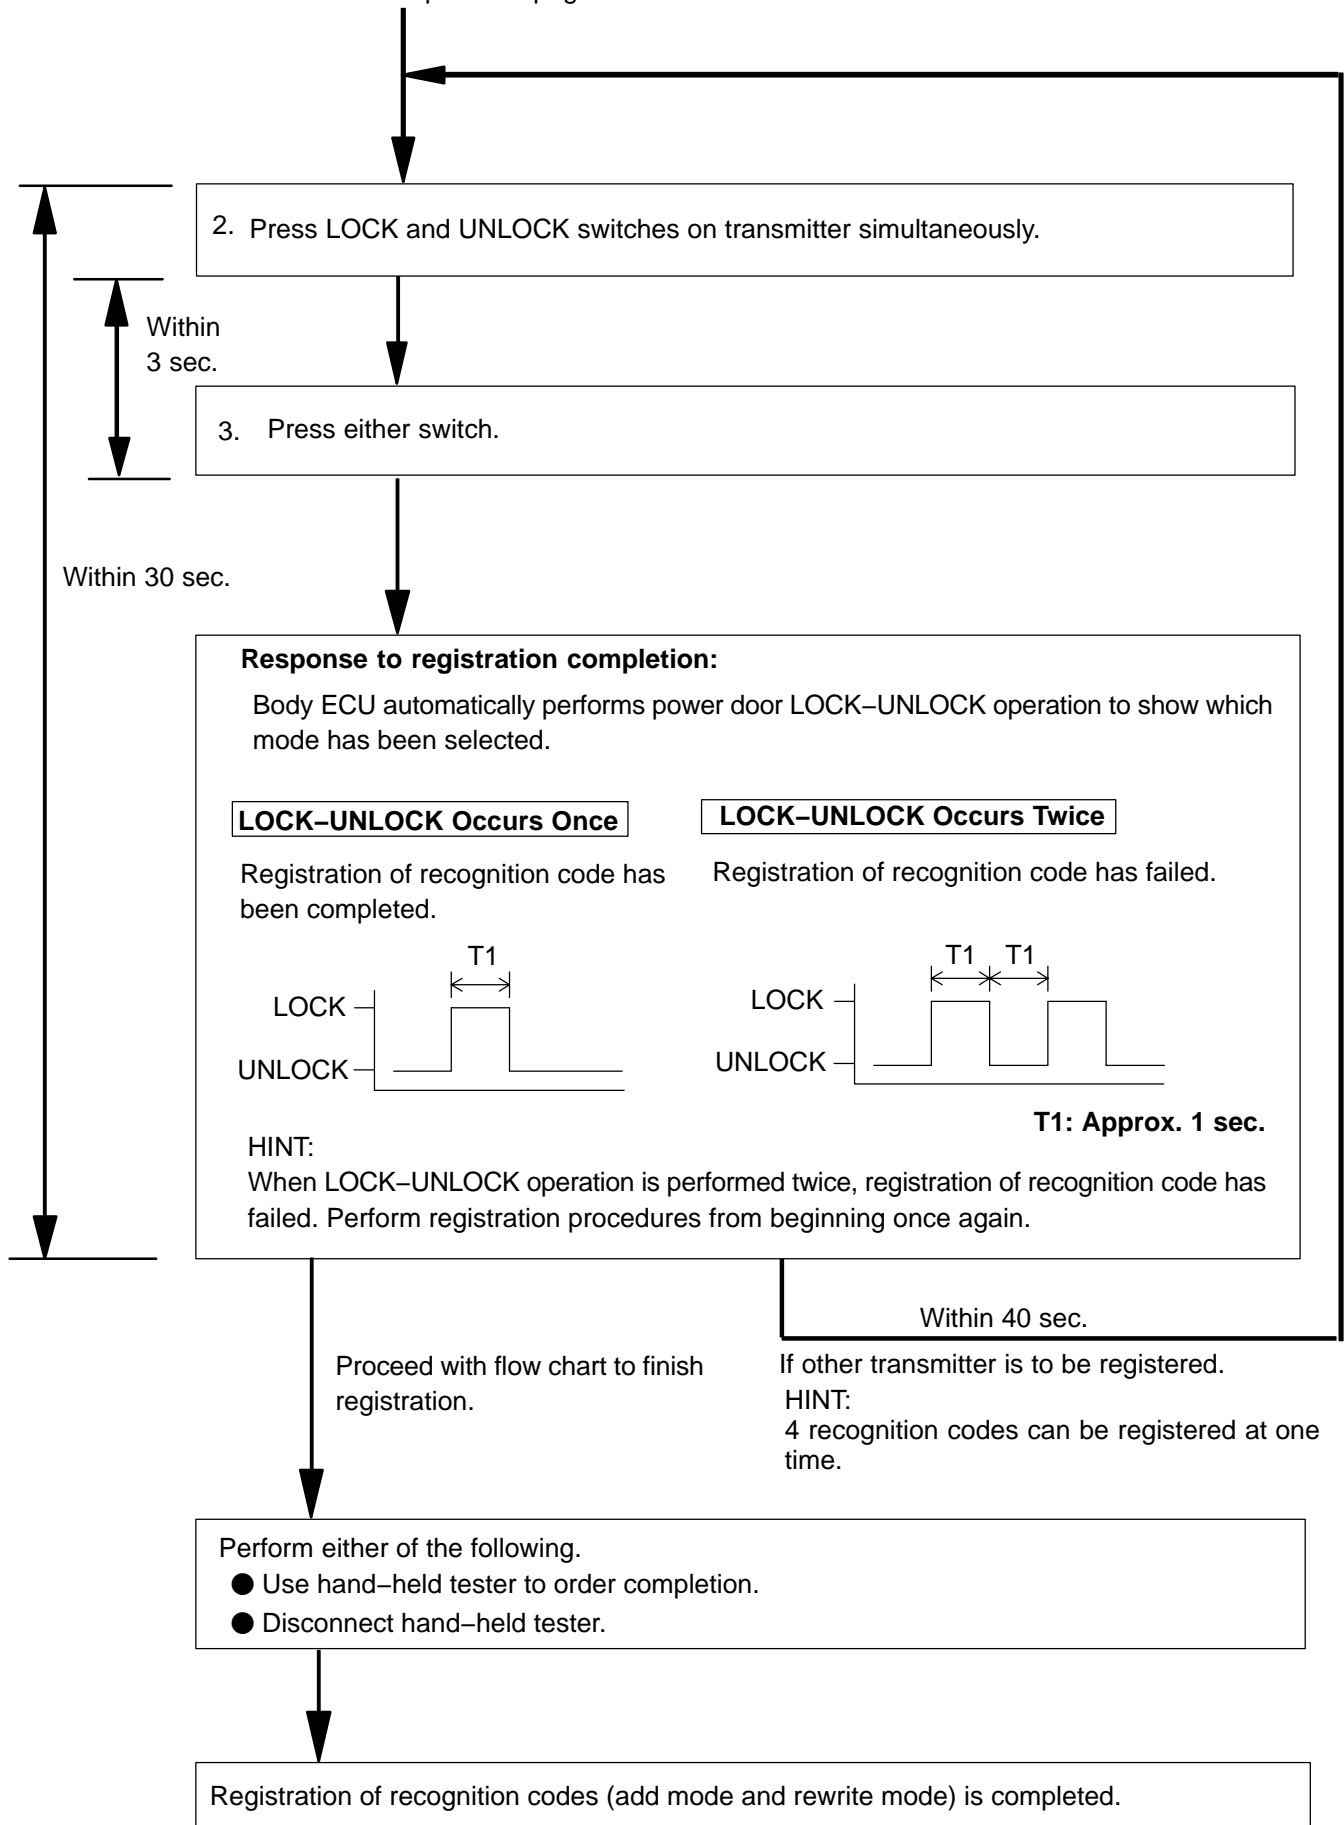 2. Press LOCK and UNLOCK switches on transmitter simultaneously.
Within
3 sec.
3. Press either switch.
Within 30 sec.
Response to registration completion:
Body ECU automatically performs power door LOCK−UNLOCK operation to show which
mode has been selected.
LOCK−UNLOCK Occurs Once
Registration of recognition code has
been completed.
T1
LOCK
UNLOCK
LOCK−UNLOCK Occurs Twice
Registration of recognition code has failed.
T1 T1
LOCK
UNLOCK
T1: Approx. 1 sec.
HINT:
When LOCK−UNLOCK operation is performed twice, registration of recognition code has
failed. Perform registration procedures from beginning once again.
Within 40 sec.
Proceed with flow chart to finish
registration.
If other transmitter is to be registered.
HINT:
4 recognition codes can be registered at one
time.
Perform either of the following.
● Use hand−held tester to order completion.
● Disconnect hand−held tester.
Registration of recognition codes (add mode and rewrite mode) is completed.